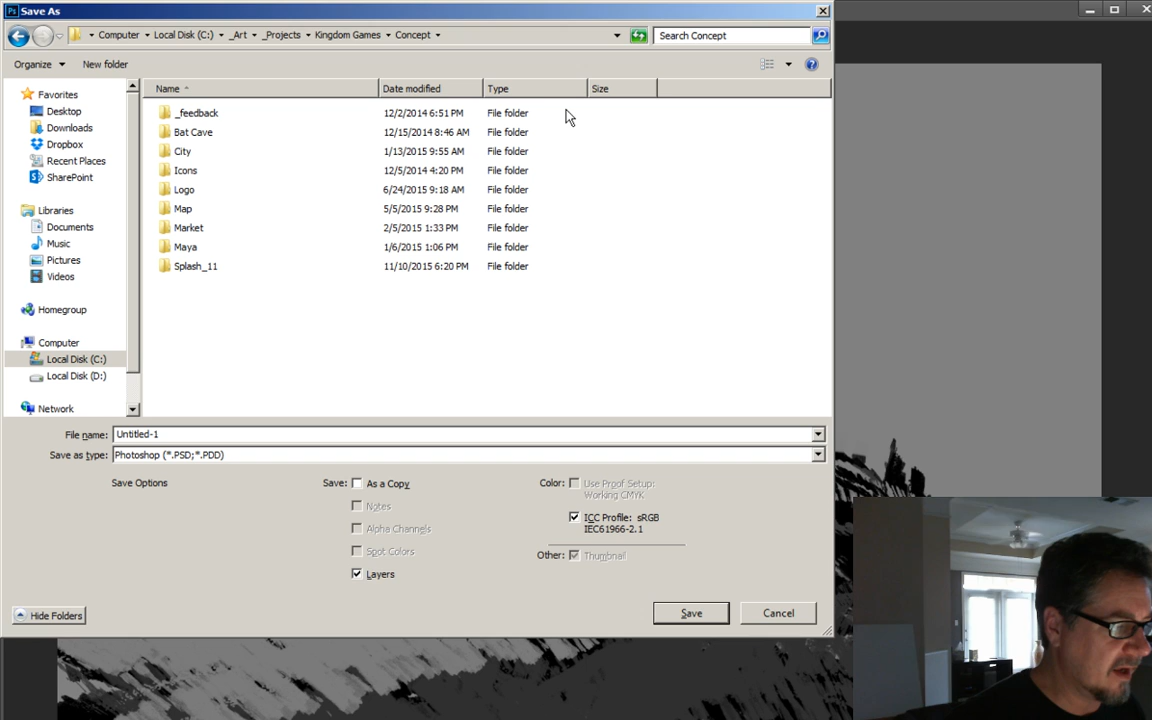 Ps Save As
Computer Local Disk (C:) _Art _Projects Kingdom Games Concept Search Concept
Organize New folder
Favorites
Desktop
Downloads
Dropbox
Recent Places
SharePoint
Libraries
Documents
Music
Pictures
Videos
Homegroup
Computer
Local Disk (C:)
Local Disk (D:)
Network
Name Date modified Type Size
_feedback 12/2/2014 6:51 PM File folder
Bat Cave 12/15/2014 8:46 AM File folder
City 1/13/2015 9:55 AM File folder
Icons 12/5/2014 4:20 PM File folder
Logo 6/24/2015 9:18 AM File folder
Map 5/5/2015 9:28 PM File folder
Market 2/5/2015 1:33 PM File folder
Maya 1/6/2015 1:06 PM File folder
Splash_11 11/10/2015 6:20 PM File folder
File name: Untitled-1
Save as type: Photoshop (*.PSD;*.PDD)
Save Options
Save: As a Copy
Notes
Alpha Channels
Spot Colors
Layers
Color: Use Proof Setup:
Working CMYK
ICC Profile: sRGB
IEC61966-2.1
Other: Thumbnail
Hide Folders Save Cancel